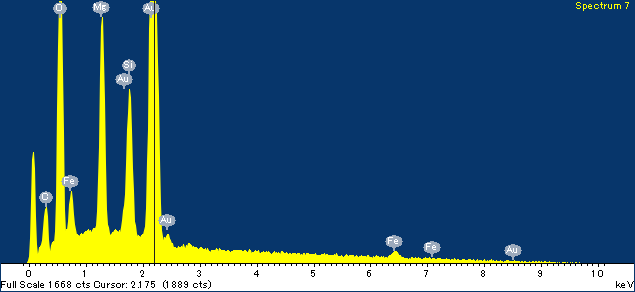 Spectrum 7
O Mg Au
Si
Au
Fe
O
Au
Fe Fe Au
0 1 2 3 4 5 6 7 8 9 10
Full Scale 1668 cts Cursor: 2.175 (1889 cts) keV